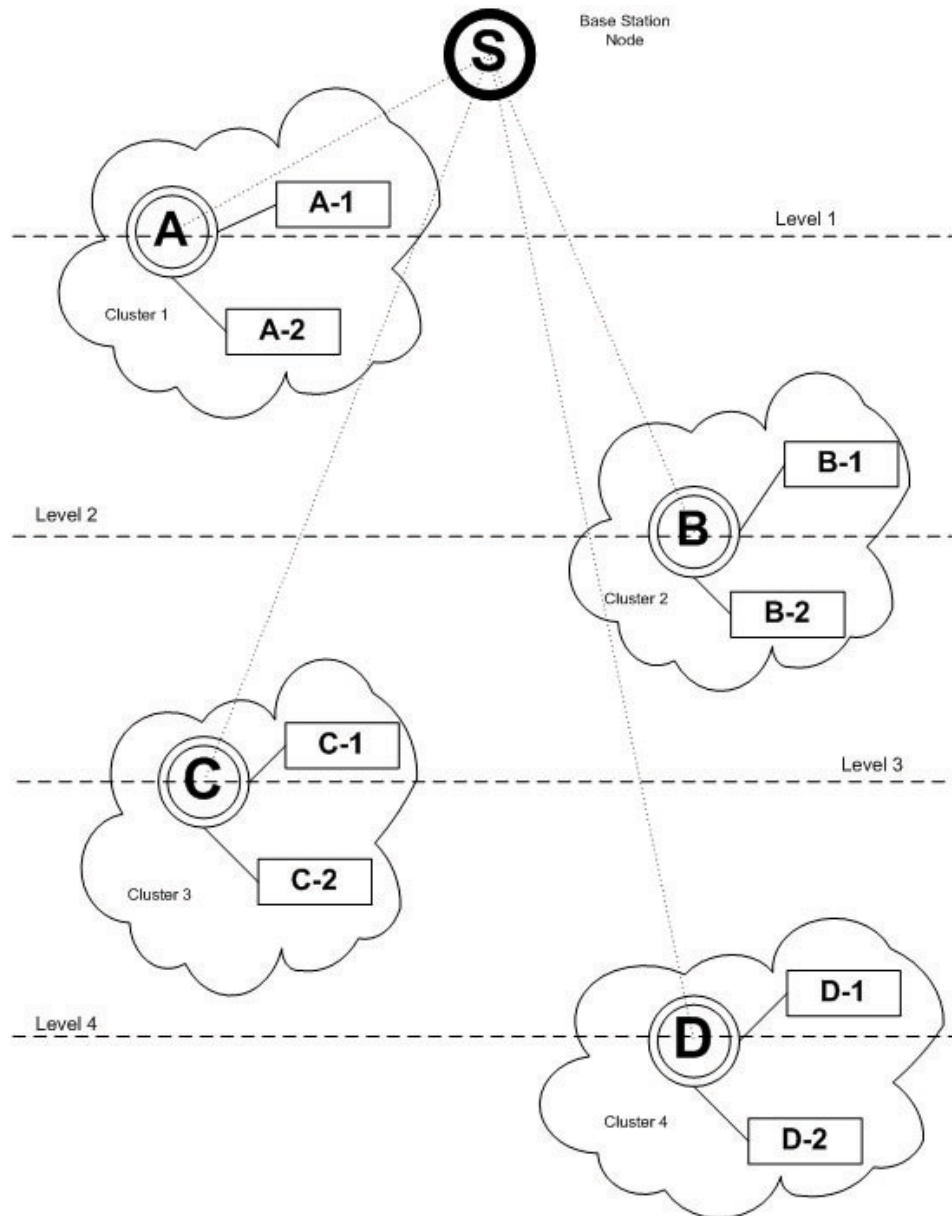 S
Base Station
Node
A
A-1
Level 1
Cluster 1
A-2
B-1
Level 2
B
Cluster 2
B-2
C-1
C
Level 3
C-2
Cluster 3
D-1
Level 4
D
Cluster 4
D-2